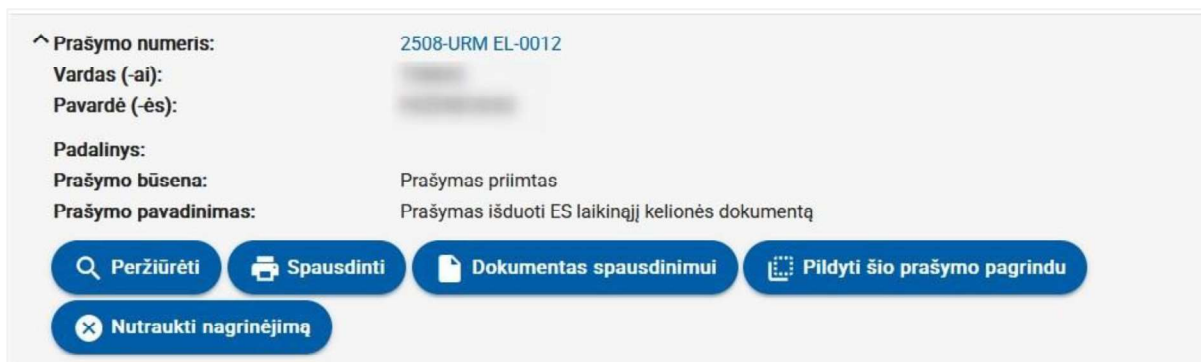 Prašymo numeris: 2508-URM EL-0012
Vardas (-ai):
Pavardė (-ės):
Padalinys:
Prašymo būsena: Prašymas priimtas
Prašymo pavadinimas: Prašymas išduoti ES laikinąjį kelionės dokumentą
Peržiūrėti Spausdinti Dokumentas spausdinimui Pildyti šio prašymo pagrindu
Nutraukti nagrinėjimą